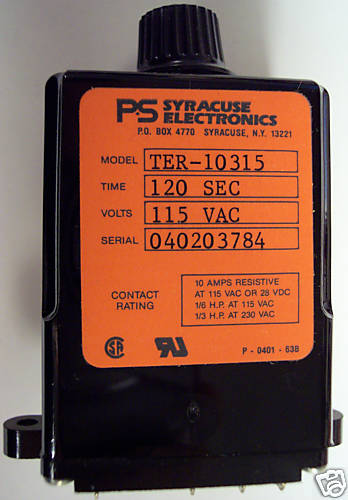 PS SYRACUSE
ELECTRONICS
P.O. BOX 4770 SYRACUSE, N.Y. 13221
MODEL TER-10315
TIME 120 SEC
VOLTS 115 VAC
SERIAL 040203784
CONTACT
RATING
10 AMPS RESISTIVE
AT 115 VAC OR 28 VDC
1/6 H.P. AT 115 VAC
1/3 H.P. AT 230 VAC
P - 0401 - 638